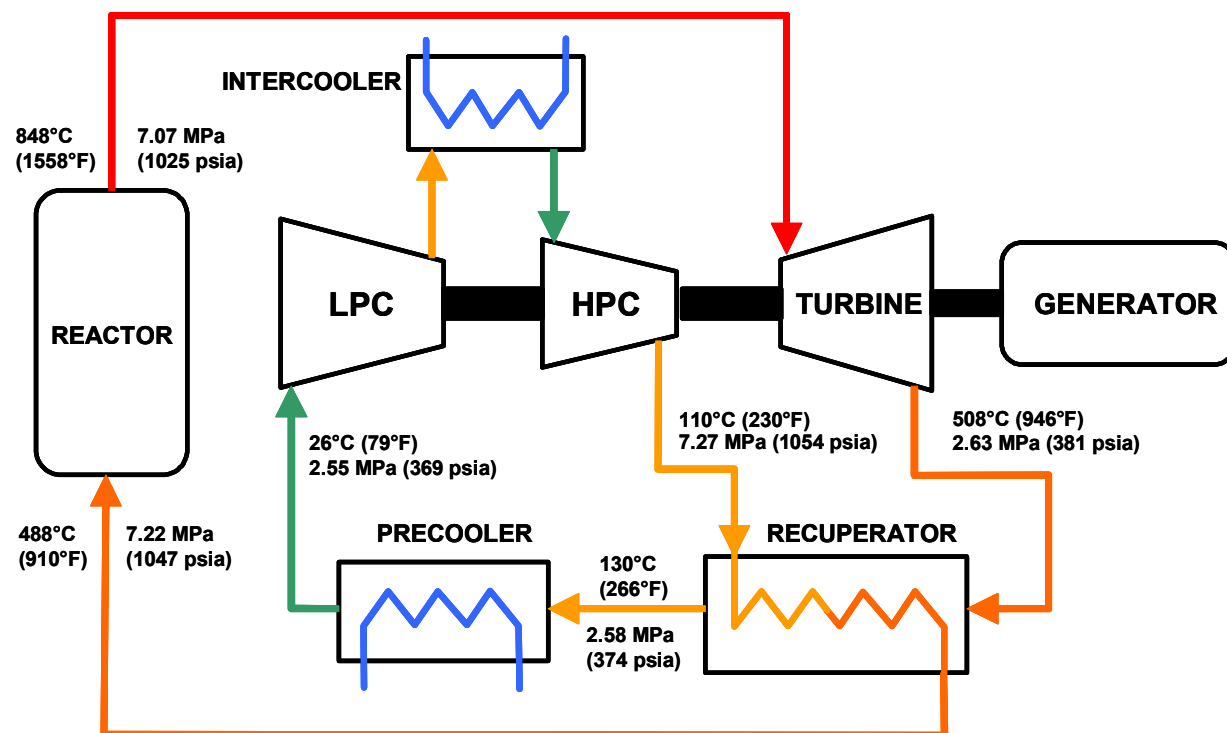 INTERCOOLER
848°C
(1558°F)
7.07 MPa
(1025 psia)
REACTOR
LPC
HPC
TURBINE
GENERATOR
26°C (79°F)
2.55 MPa (369 psia)
110°C (230°F)
7.27 MPa (1054 psia)
508°C (946°F)
2.63 MPa (381 psia)
488°C
(910°F)
7.22 MPa
(1047 psia)
PRECOOLER
RECUPERATOR
130°C
(266°F)
2.58 MPa
(374 psia)